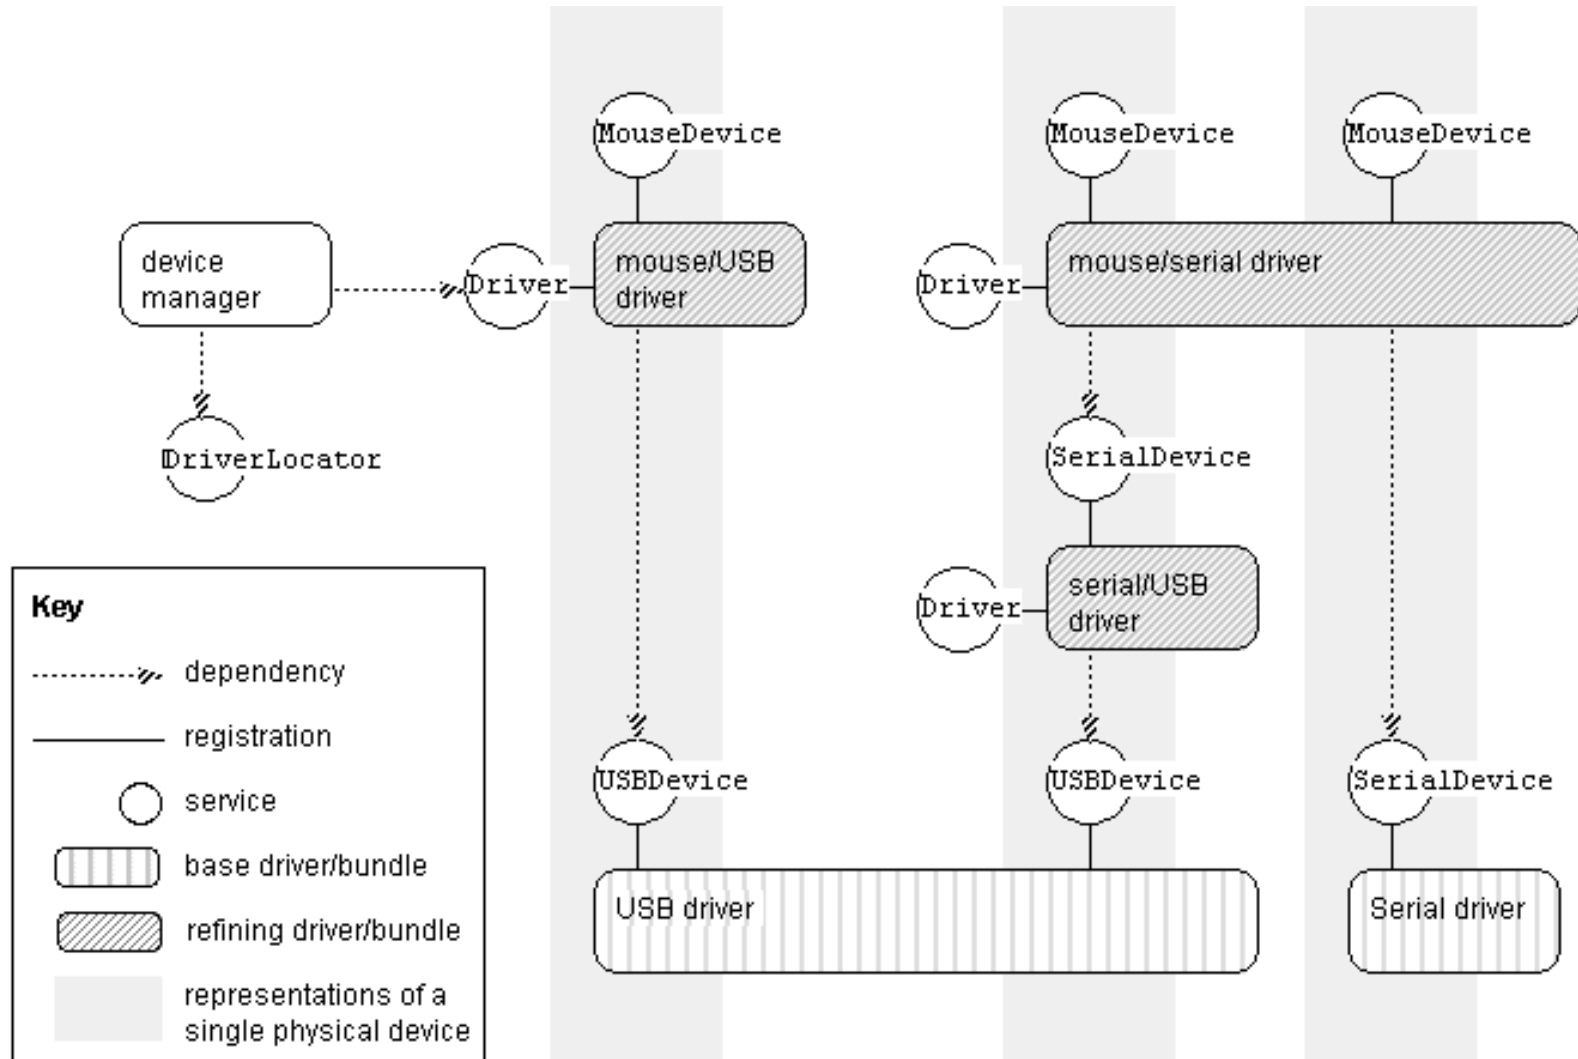 MouseDevice
MouseDevice
MouseDevice
device
manager
Driver
mouse/USB
driver
Driver
mouse/serial driver
DriverLocator
SerialDevice
Driver
serial/USB
driver
USBDevice
USBDevice
SerialDevice
USB driver
Serial driver
Key
dependency
registration
service
base driver/bundle
refining driver/bundle
representations of a
single physical device